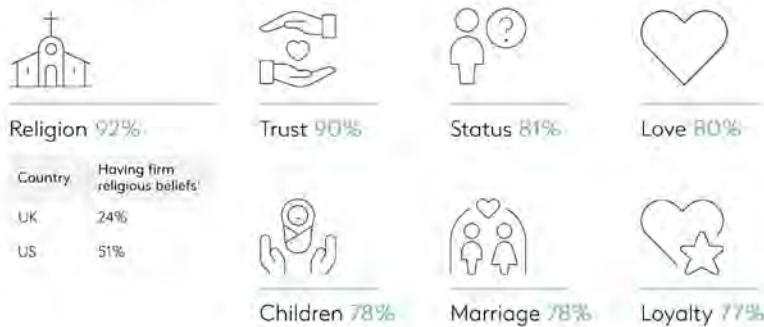 ?
Religion 92%
Trust 90%
Status 81%
Love 80%
Country
Having firm
religious beliefs¹
UK 24%
US 51%
Children 78%
Marriage 78%
Loyalty 77%